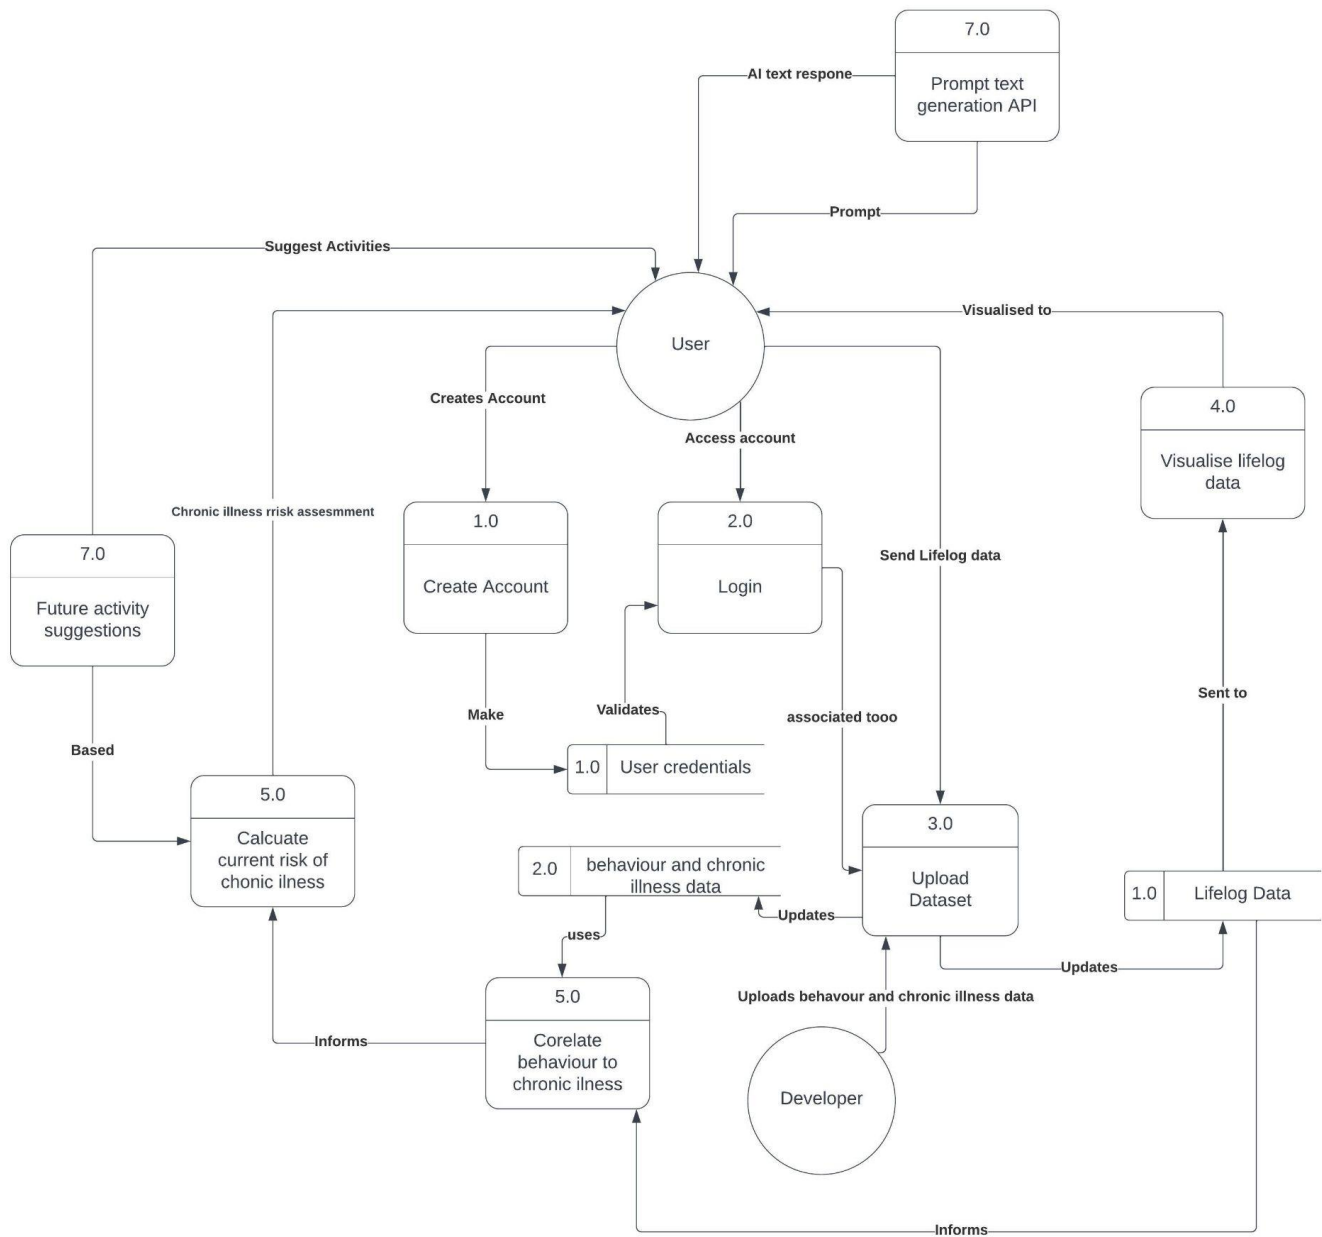 7.0
Prompt text
generation API
AI text respone
Prompt
Suggest Activities
Visualised to
User
Creates Account
Access account
4.0
Visualise lifelog
data
Chronic illness rrisk assesmment
1.0
Create Account
2.0
Login
Send Lifelog data
7.0
Future activity
suggestions
Sent to
Make
Validates
associated tooo
Based
1.0
User credentials
5.0
Calcuate
current risk of
chonic ilness
3.0
Upload
Dataset
2.0
behaviour and chronic
illness data
1.0
Lifelog Data
Updates
uses
Updates
Uploads behavour and chronic illness data
5.0
Corelate
behaviour to
chronic ilness
Informs
Developer
Informs